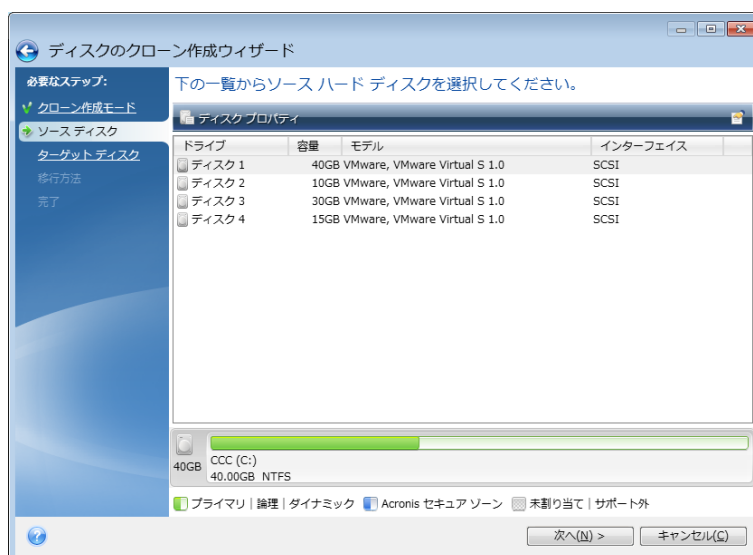 ディスクのクローン作成ウィザード
必要なステップ:
クローン作成モード
ソース ディスク
ターゲット ディスク
移行方法
完了
下の一覧からソース ハード ディスクを選択してください。
ディスク プロパティ
ドライブ 容量 モデル インターフェイス
ディスク 1 40GB VMware, VMware Virtual S 1.0 SCSI
ディスク 2 10GB VMware, VMware Virtual S 1.0 SCSI
ディスク 3 30GB VMware, VMware Virtual S 1.0 SCSI
ディスク 4 15GB VMware, VMware Virtual S 1.0 SCSI
40GB
CCC (C:)
40.00GB NTFS
プライマリ | 論理 | ダイナミック Acronis セキュア ゾーン 未割り当て | サポート外
次へ(N) > キャンセル(C)